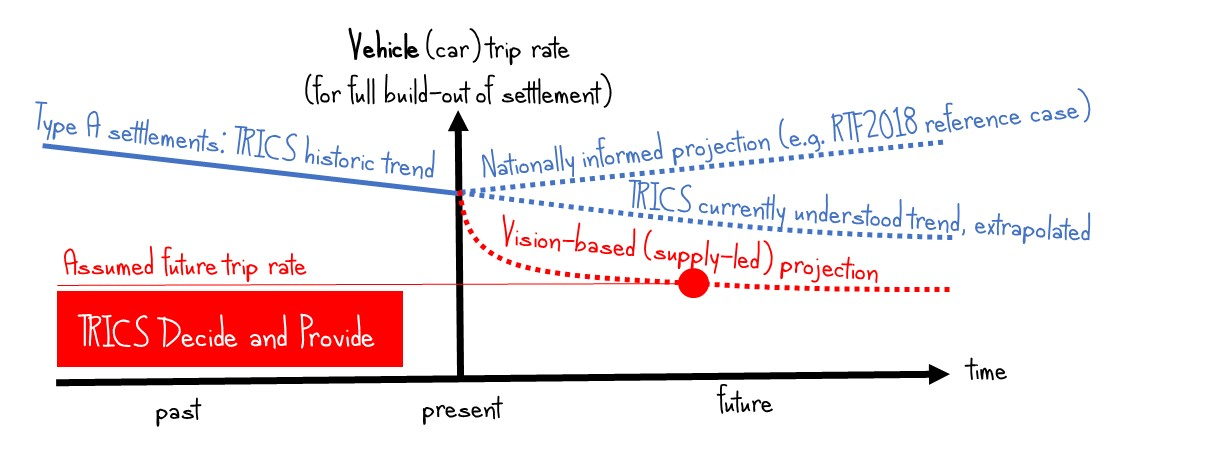 Vehicle (car) trip rate
(for full build-out of settlement)
Type A settlements: TRICS historic trend
Nationally informed projection (e.g. RTF2018 reference case)
TRICS currently understood trend, extrapolated
Vision-based (supply-led) projection
Assumed future trip rate
TRICS Decide and Provide
time
past
present
future